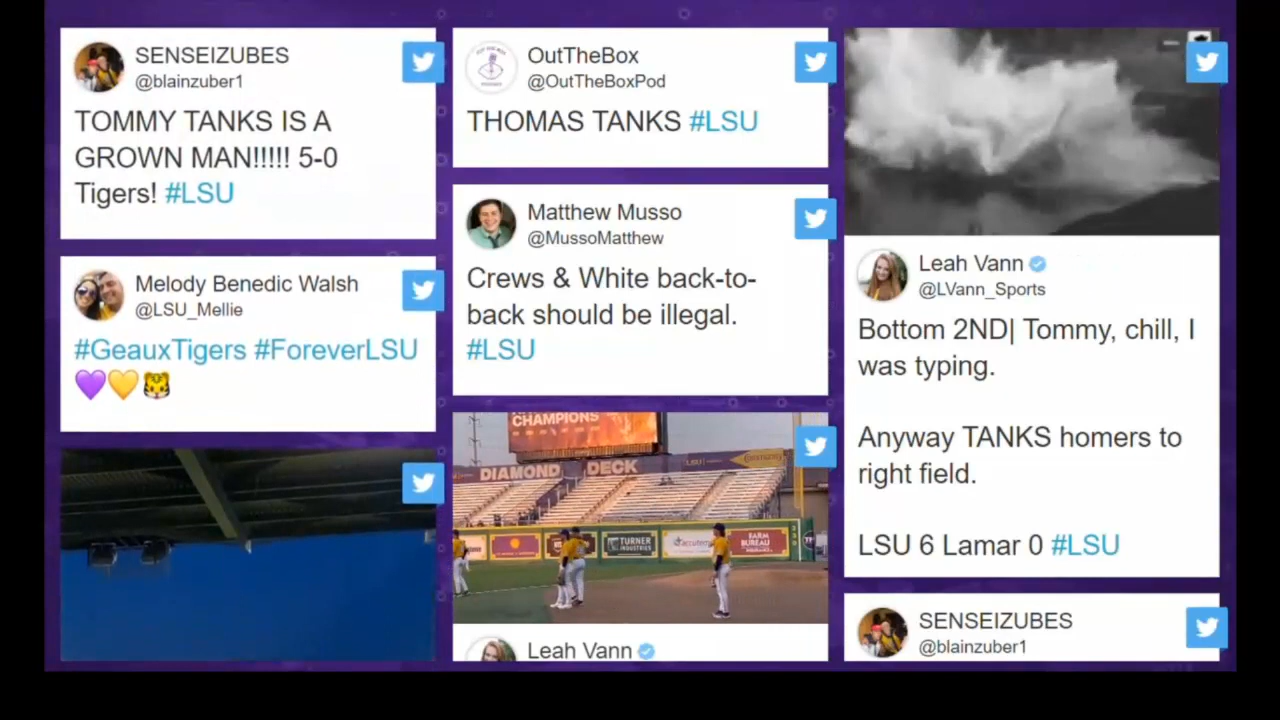 SENSEIZUBES
@blainzuber1
TOMMY TANKS IS A
GROWN MAN!!!!! 5-0
Tigers! #LSU
Melody Benedic Walsh
@LSU_Mellie
#GeauxTigers #ForeverLSU
💜💛🐯
OutTheBox
@OutTheBoxPod
THOMAS TANKS #LSU
Matthew Musso
@MussoMatthew
Crews & White back-to-
back should be illegal.
#LSU
CHAMPIONS
DIAMOND DECK
TURNER
INDUSTRIES
FARM
BUREAU
Leah Vann
Leah Vann
@LVann_Sports
Bottom 2ND| Tommy, chill, I
was typing.
Anyway TANKS homers to
right field.
LSU 6 Lamar 0 #LSU
SENSEIZUBES
@blainzuber1